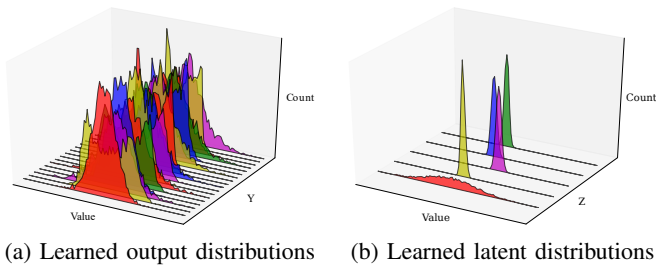 Count
Y
Value
Count
Z
Value
(a) Learned output distributions
(b) Learned latent distributions